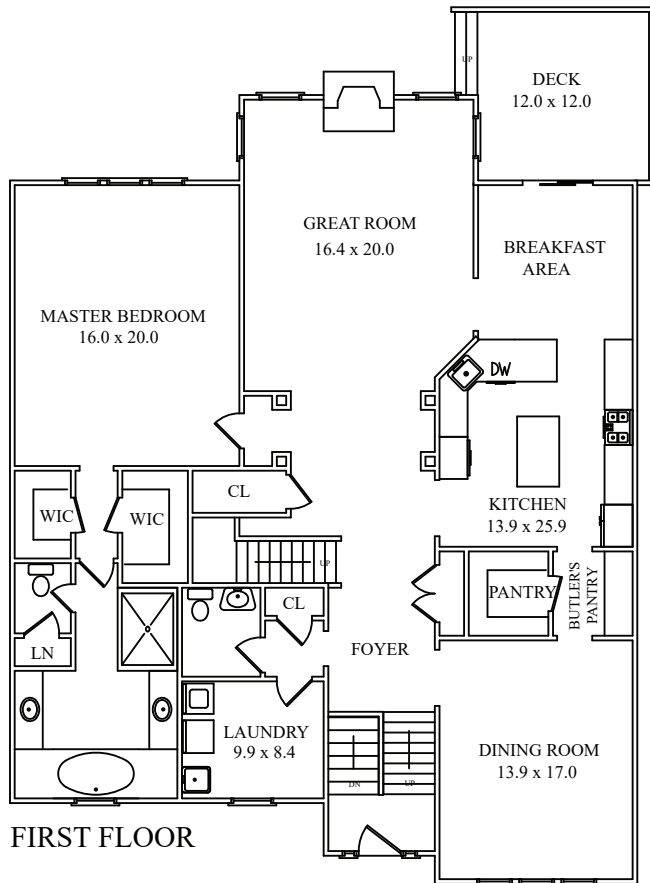 UP
DECK
12.0 x 12.0
GREAT ROOM
16.4 x 20.0
BREAKFAST
AREA
MASTER BEDROOM
16.0 x 20.0
DW
CL
WIC
WIC
KITCHEN
13.9 x 25.9
UP
PANTRY
BUTLER'S
PANTRY
CL
FOYER
LN
LAUNDRY
9.9 x 8.4
DINING ROOM
13.9 x 17.0
DN
UP
FIRST FLOOR